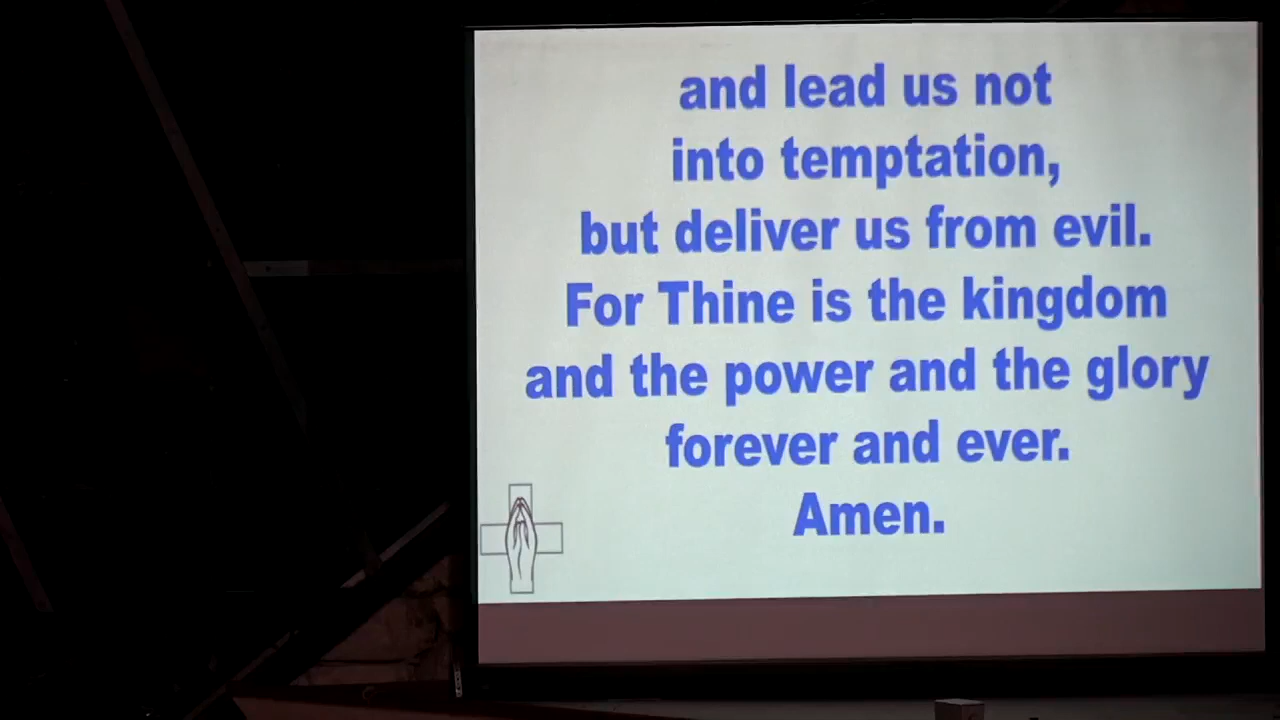 and lead us not
into temptation,
but deliver us from evil.
For Thine is the kingdom
and the power and the glory
forever and ever.
Amen.